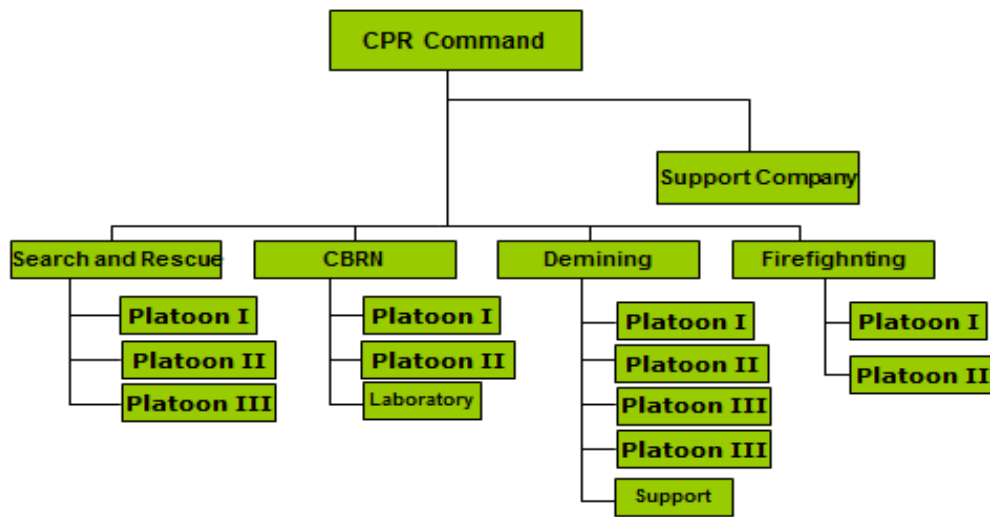 CPR Command
Support Company
Search and Rescue
CBRN
Demining
Firefighnting
Platoon I
Platoon II
Platoon III
Platoon I
Platoon II
Laboratory
Platoon I
Platoon II
Platoon III
Platoon III
Support
Platoon I
Platoon II